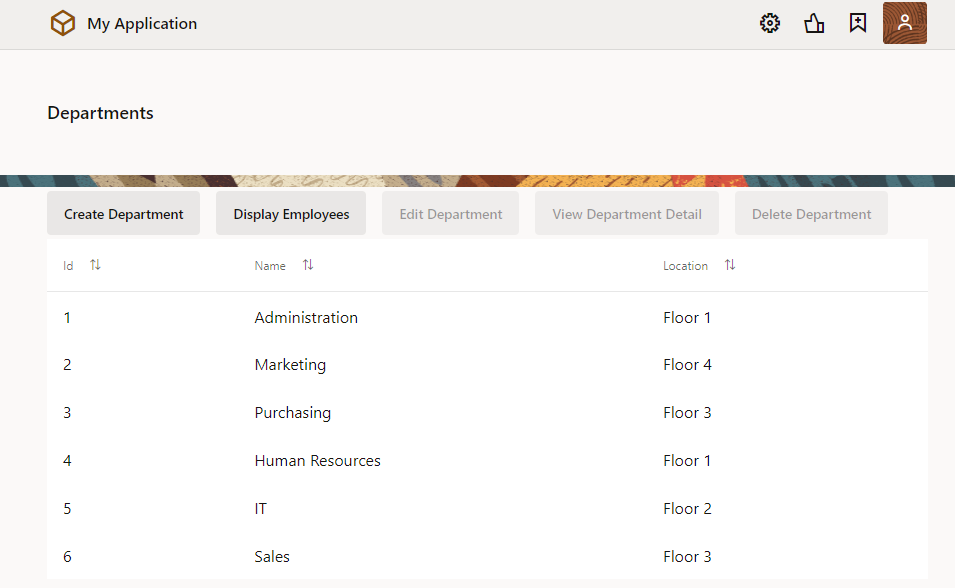 My Application
Departments
Create Department Display Employees Edit Department View Department Detail Delete Department
Id Name Location
1 Administration Floor 1
2 Marketing Floor 4
3 Purchasing Floor 3
4 Human Resources Floor 1
5 IT Floor 2
6 Sales Floor 3